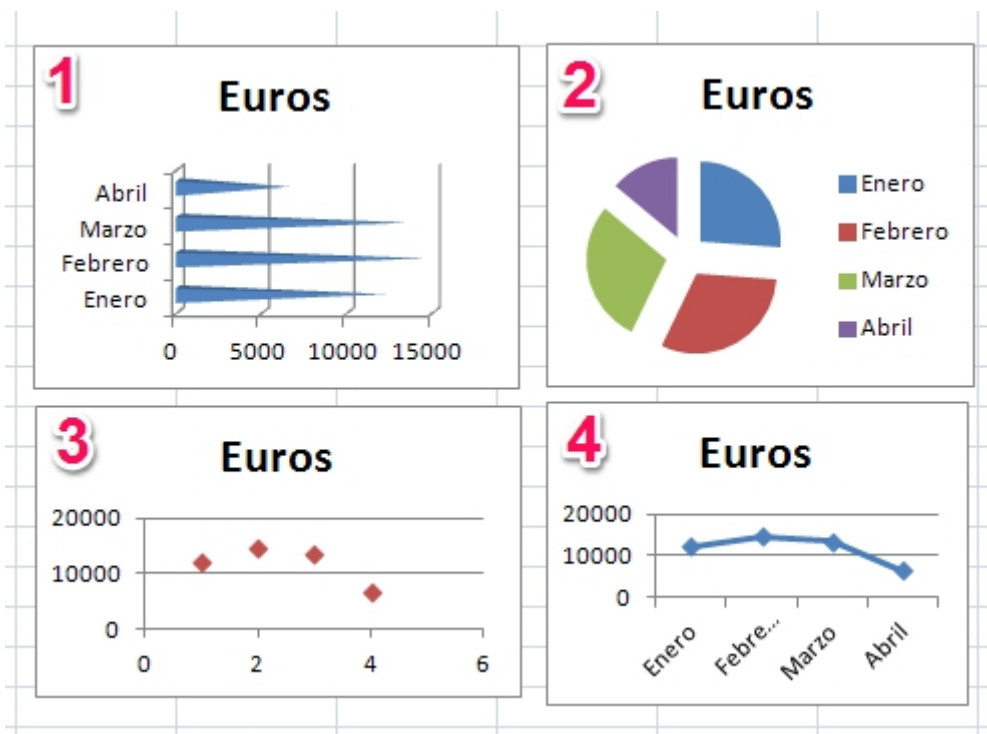 1
Euros
Abril
Marzo
Febrero
Enero
0 5000 10000 15000
2
Euros
Enero
Febrero
Marzo
Abril
3
Euros
20000
10000
0
0 2 4 6
4
Euros
20000
10000
0
Enero Febre... Marzo Abril